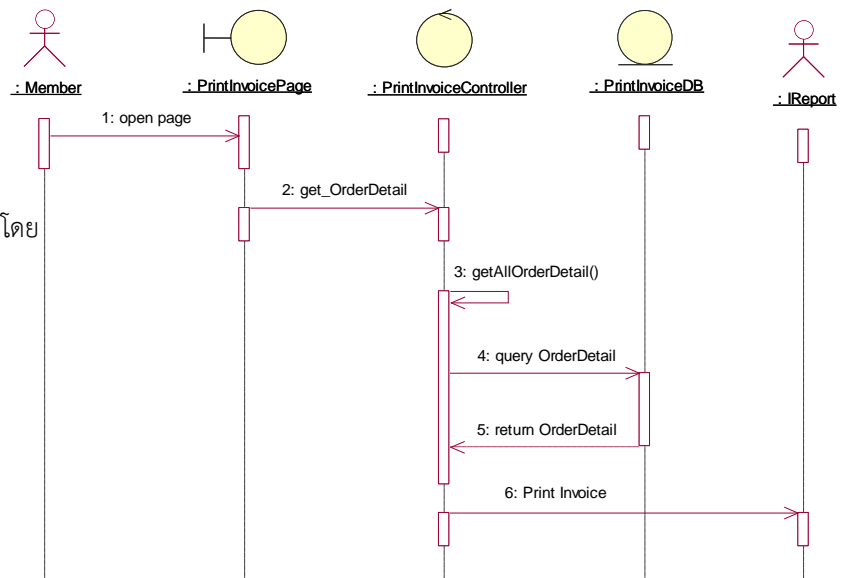 : Member
: PrintInvoicePage
: PrintInvoiceController
: PrintInvoiceDB
: IReport
1: open page
2: get_OrderDetail
โดย
3: getAllOrderDetail()
4: query OrderDetail
5: return OrderDetail
6: Print Invoice